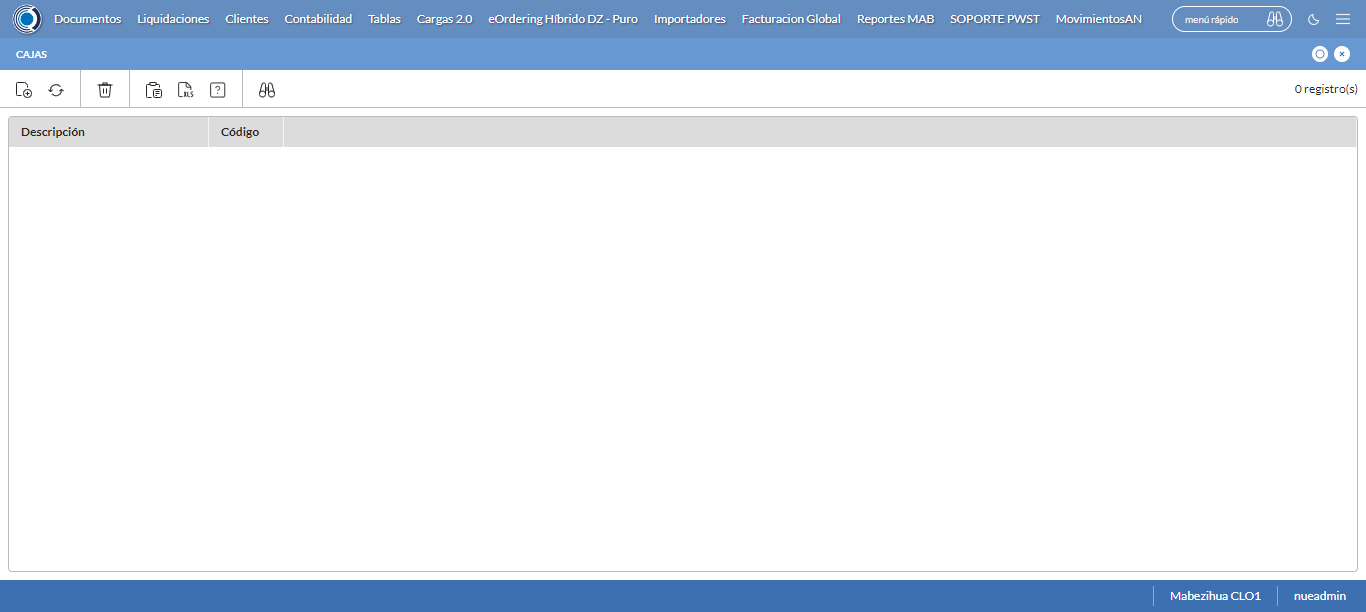 Documentos Liquidaciones Clientes Contabilidad Tablas Cargas 2.0 eOrdering Híbrido DZ - Puro Importadores Facturacion Global Reportes MAB SOPORTE PWST MovimientosAN menú rápido
CAJAS
XLS ? 0 registro(s)
Descripción Código
Mabezihua CLO1 nueadmin